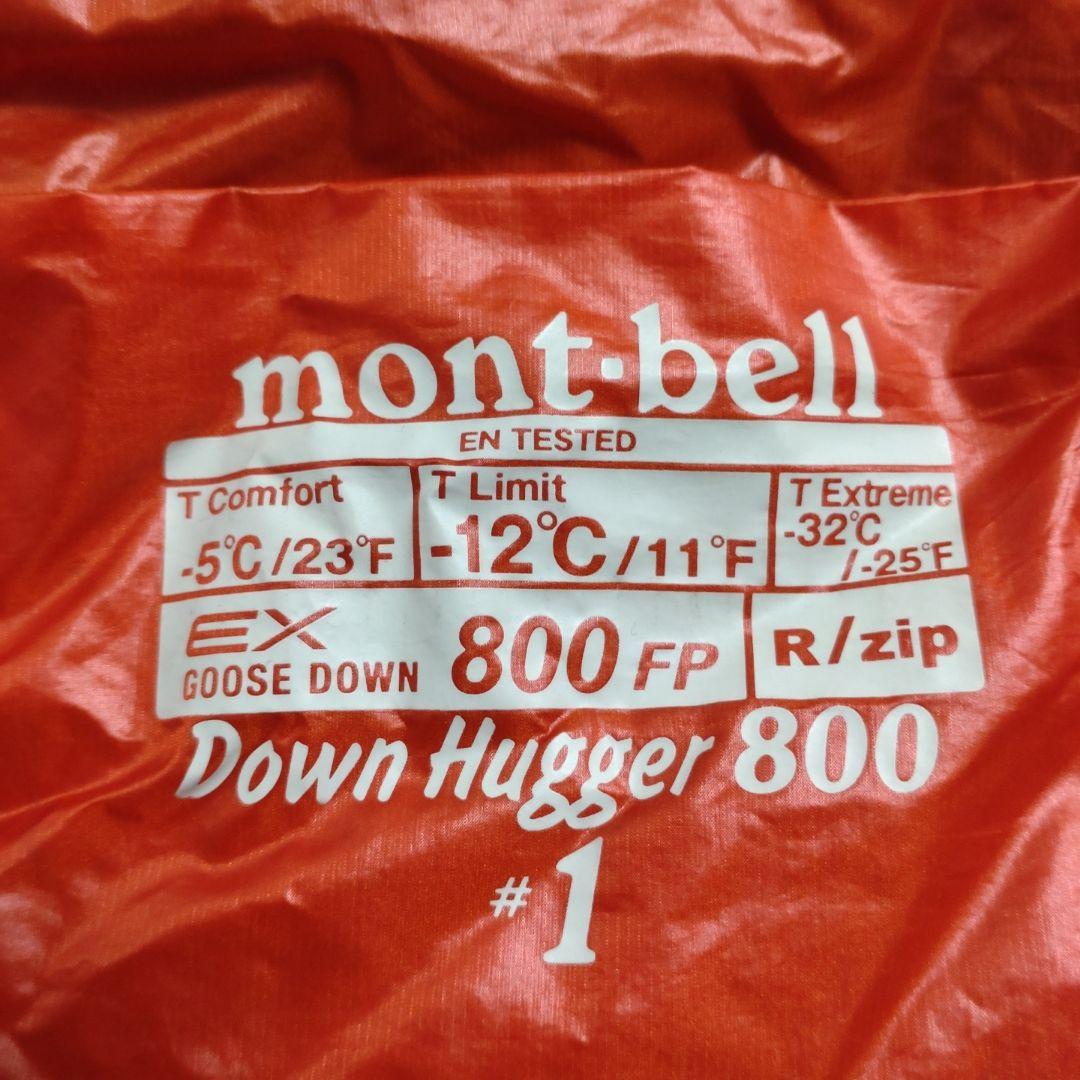 mont·bell
EN TESTED
T Comfort
-5℃/23°F
T Limit
-12℃/11°F
T Extreme
-32℃
/-25°F
EX
GOOSE DOWN
800 FP
R/zip
Down Hugger 800
#1